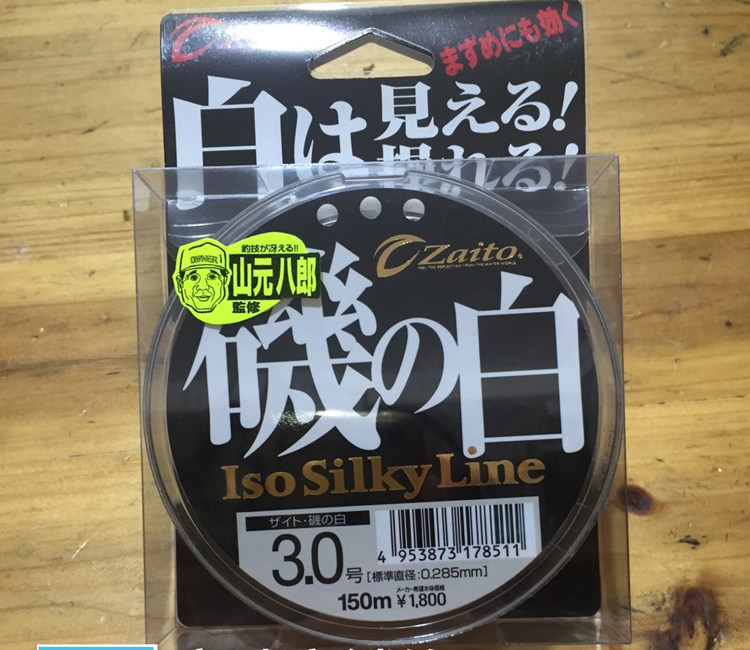 まずめにも効く
白は
見える!
Zaito
釣技が冴える!!
OWNER
山元八郎
監修
磯の白
Iso Silky Line
ザイト・磯の白
3.0号 [標準直径:0.285mm]
4 953873 178511
メーカー希望本体価格
150m ¥1,800